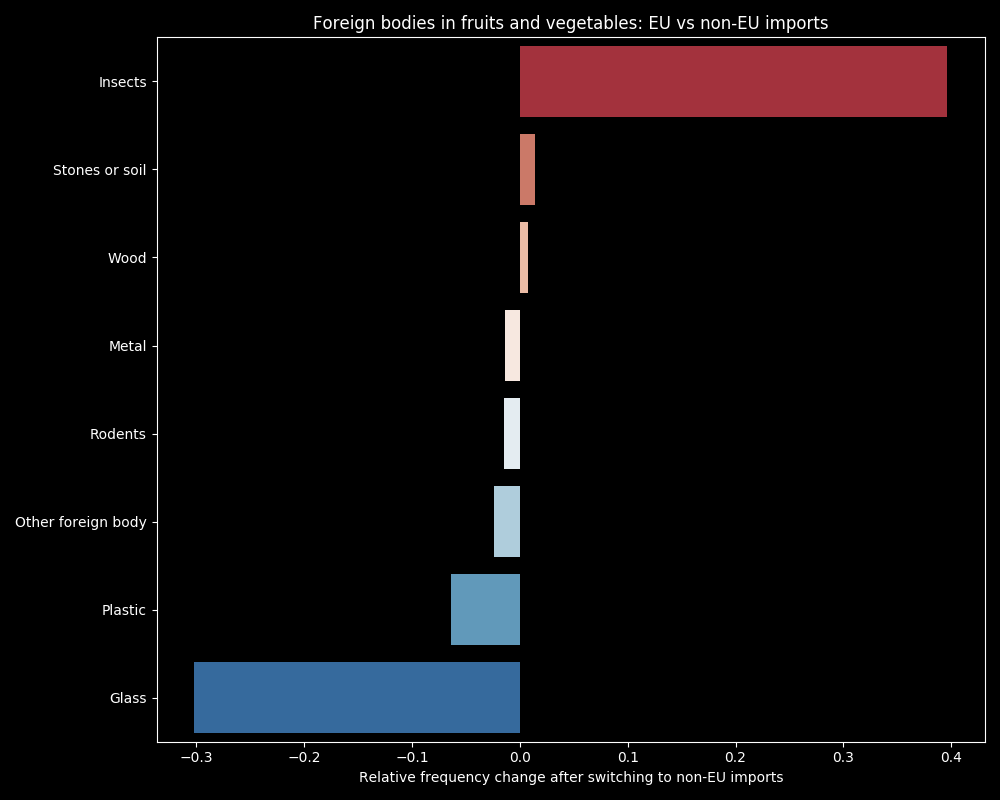 Foreign bodies in fruits and vegetables: EU vs non-EU imports
Insects
Stones or soil
Wood
Metal
Rodents
Other foreign body
Plastic
Glass
−0.3 −0.2 −0.1 0.0 0.1 0.2 0.3 0.4
Relative frequency change after switching to non-EU imports